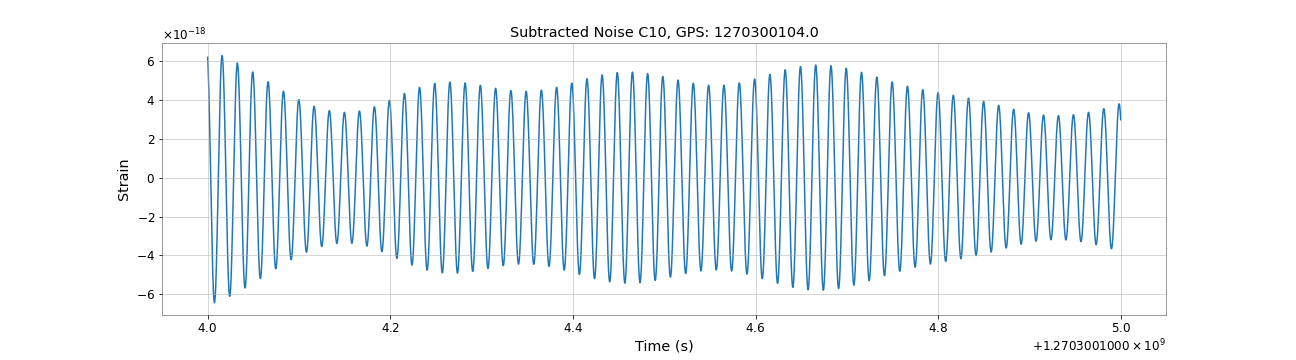 Subtracted Noise C10, GPS: 1270300104.0
×10⁻¹⁸
6
4
2
0
−2
−4
−6
Strain
4.0 4.2 4.4 4.6 4.8 5.0
Time (s)
+1.2703001000 × 10⁹